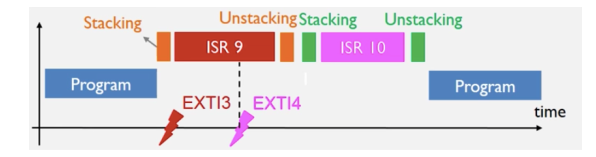 Unstacking Stacking Unstacking
Stacking
ISR 9
ISR 10
Program
Program
EXTI3
EXTI4
time